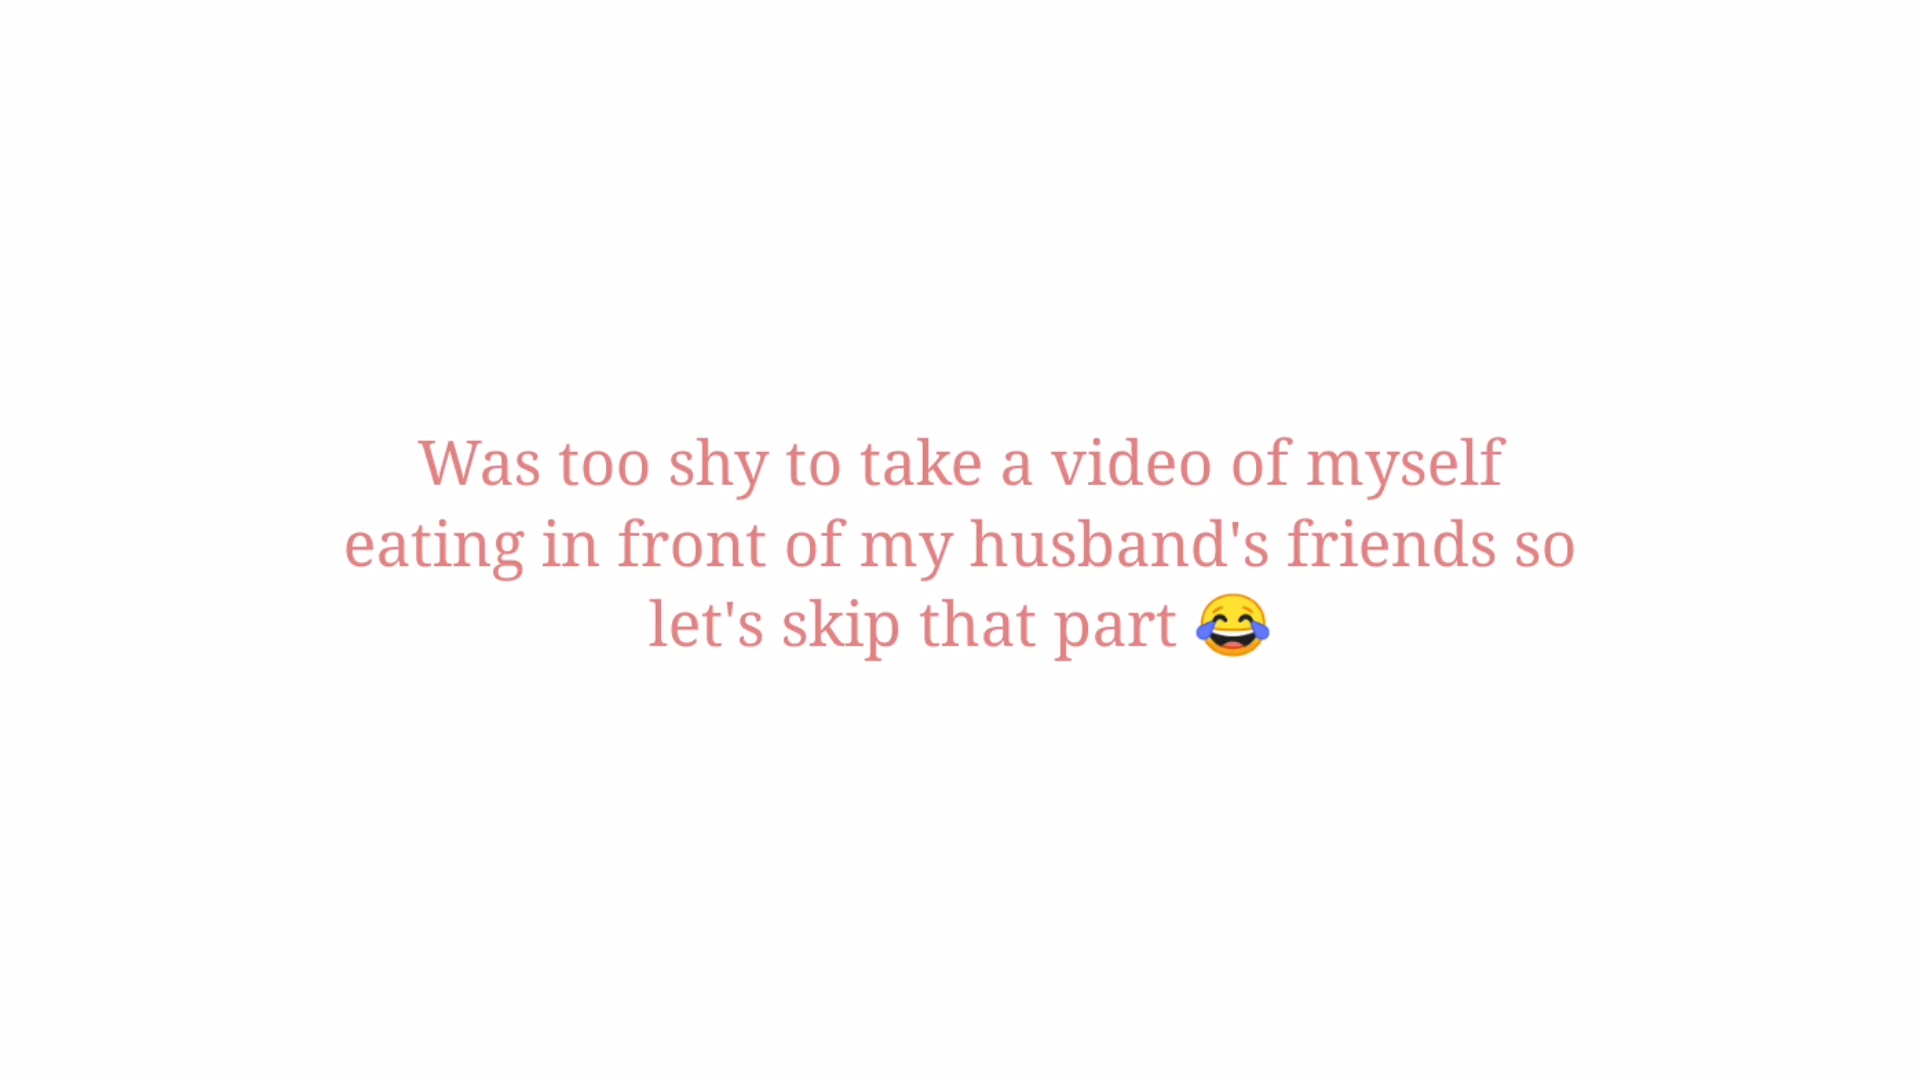 Was too shy to take a video of myself
eating in front of my husband's friends so
let's skip that part 😂